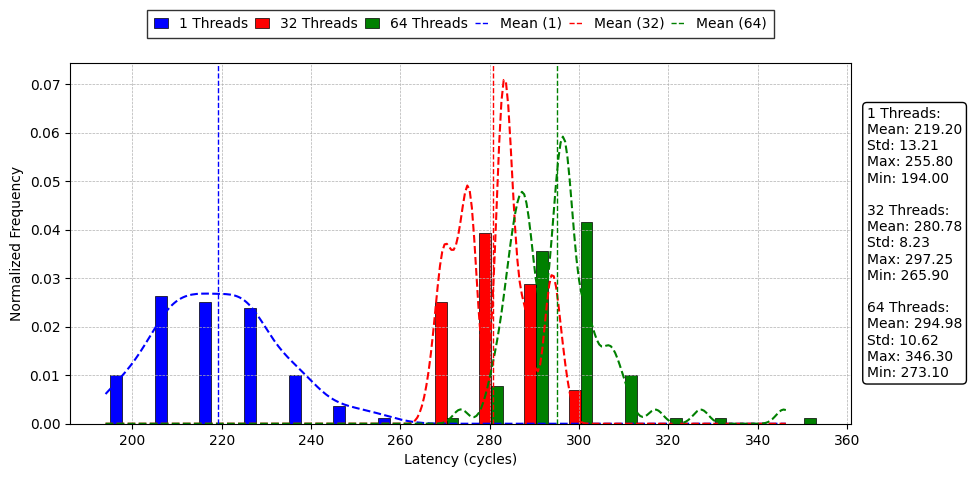 1 Threads 32 Threads 64 Threads Mean (1) Mean (32) Mean (64)
0.07
0.06
0.05
0.04
0.03
0.02
0.01
0.00
Normalized Frequency
200 220 240 260 280 300 320 340 360
Latency (cycles)
1 Threads:
Mean: 219.20
Std: 13.21
Max: 255.80
Min: 194.00
32 Threads:
Mean: 280.78
Std: 8.23
Max: 297.25
Min: 265.90
64 Threads:
Mean: 294.98
Std: 10.62
Max: 346.30
Min: 273.10